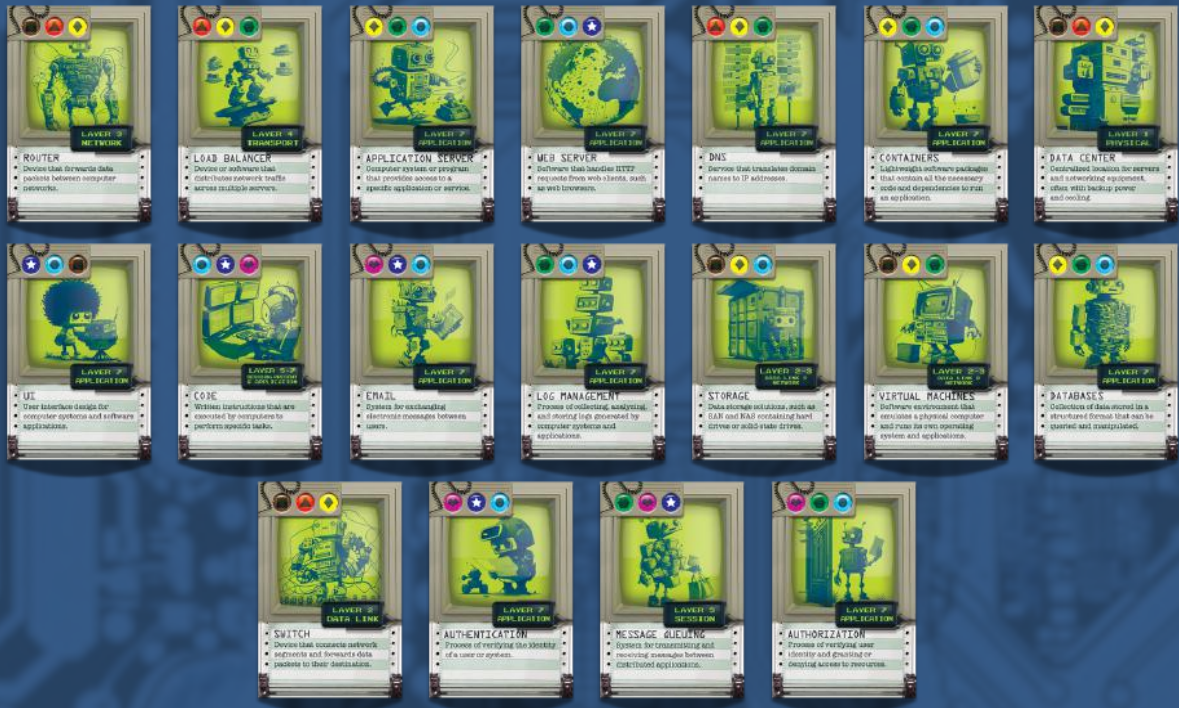 LAYER 3
NETWORK
ROUTER
Device that forwards data
packets between computer
networks.
LAYER 4
TRANSPORT
LOAD BALANCER
Device or software that
distributes network traffic
across multiple servers.
LAYER 7
APPLICATION
APPLICATION SERVER
Computer system or program
that provides access to a
specific application or service.
LAYER 7
APPLICATION
WEB SERVER
Software that handles HTTP
requests from web clients, such
as web browsers.
LAYER 7
APPLICATION
DNS
Service that translates domain
names to IP addresses.
LAYER 7
APPLICATION
CONTAINERS
Lightweight software packages
that contain all the necessary
code and dependencies to run
an application.
LAYER 1
PHYSICAL
DATA CENTER
Centralized location for servers
and networking equipment,
often with backup power
and cooling.
LAYER 7
APPLICATION
UI
User interface design for
computer systems and software
applications.
LAYER 5-7
& APPLICATION
CODE
Written instructions that are
executed by computers to
perform specific tasks.
LAYER 7
APPLICATION
EMAIL
System for exchanging
electronic messages between
users.
LAYER 7
APPLICATION
LOG MANAGEMENT
Process of collecting, analyzing,
and storing logs generated by
computer systems and
applications.
LAYER 2-3
DATA LINK &
NETWORK
STORAGE
Data storage solutions, such as
SAN and NAS containing hard
drives or solid-state drives.
LAYER 2-3
DATA LINK &
NETWORK
VIRTUAL MACHINES
Software environment that
emulates a physical computer
and runs its own operating
system and applications.
LAYER 7
APPLICATION
DATABASES
Collection of data stored in a
structured format that can be
queried and manipulated.
LAYER 2
DATA LINK
SWITCH
Device that connects network
segments and forwards data
packets to their destination.
LAYER 7
APPLICATION
AUTHENTICATION
Process of verifying the identity
of a user or system.
LAYER 5
SESSION
MESSAGE QUEUING
System for transmitting and
receiving messages between
distributed applications.
LAYER 7
APPLICATION
AUTHORIZATION
Process of verifying user
identity and granting or
denying access to resources.